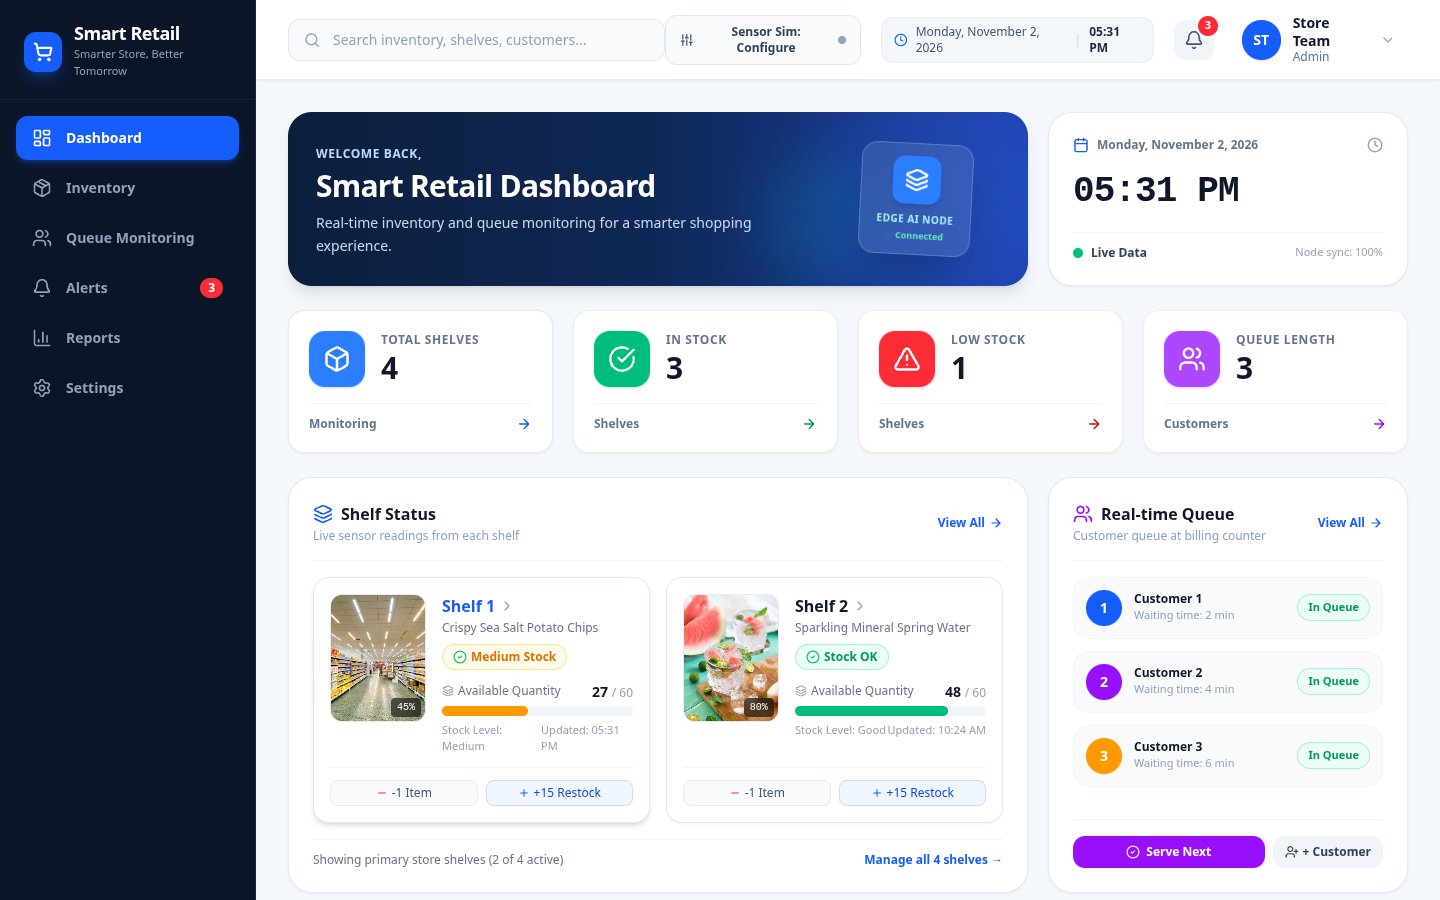 Smart Retail
Smarter Store, Better
Tomorrow
Dashboard
Inventory
Queue Monitoring
Alerts
3
Reports
Settings
Search inventory, shelves, customers...
Sensor Sim:
Configure
Monday, November 2,
2026
05:31
PM
3
ST
Store
Team
Admin
WELCOME BACK,
Smart Retail Dashboard
Real-time inventory and queue monitoring for a smarter shopping
experience.
EDGE AI NODE
Connected
Monday, November 2, 2026
05:31 PM
Live Data
Node sync: 100%
TOTAL SHELVES
4
Monitoring
IN STOCK
3
Shelves
LOW STOCK
1
Shelves
QUEUE LENGTH
3
Customers
Shelf Status
Live sensor readings from each shelf
View All →
45%
Shelf 1
Crispy Sea Salt Potato Chips
Medium Stock
Available Quantity
27 / 60
Stock Level:
Medium
Updated: 05:31
PM
-1 Item
+15 Restock
80%
Shelf 2
Sparkling Mineral Spring Water
Stock OK
Available Quantity
48 / 60
Stock Level: Good
Updated: 10:24 AM
-1 Item
+15 Restock
Showing primary store shelves (2 of 4 active)
Manage all 4 shelves →
Real-time Queue
Customer queue at billing counter
View All →
1
Customer 1
Waiting time: 2 min
In Queue
2
Customer 2
Waiting time: 4 min
In Queue
3
Customer 3
Waiting time: 6 min
In Queue
Serve Next
+ Customer